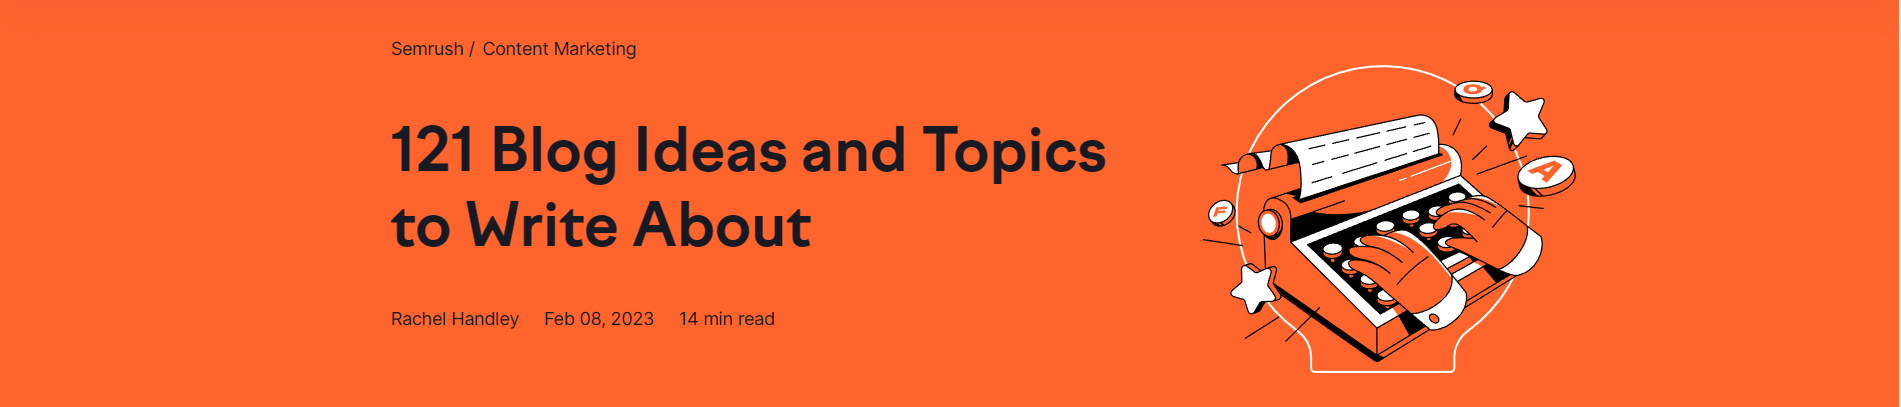 Semrush / Content Marketing
121 Blog Ideas and Topics
to Write About
Rachel Handley Feb 08, 2023 14 min read
Q
A
F